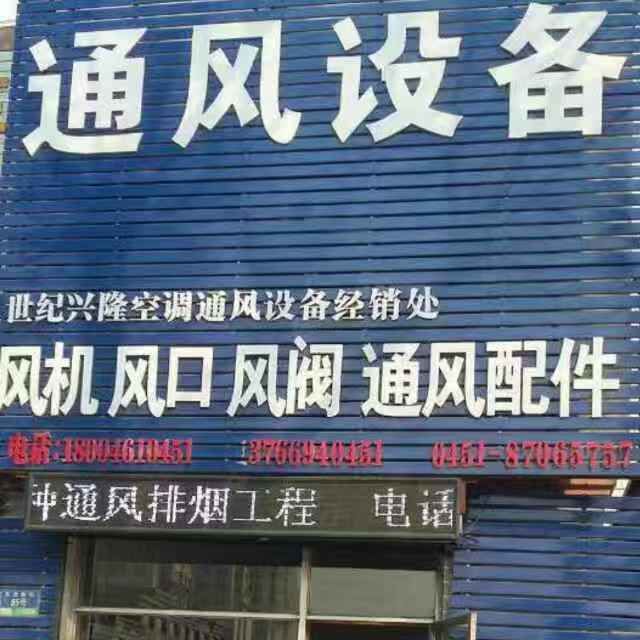 通风设备
世纪兴隆空调通风设备经销处
风机 风口 风阀 通风配件
电话:18004610451 13766940451 0451-87065757
冲通风排烟工程 电话